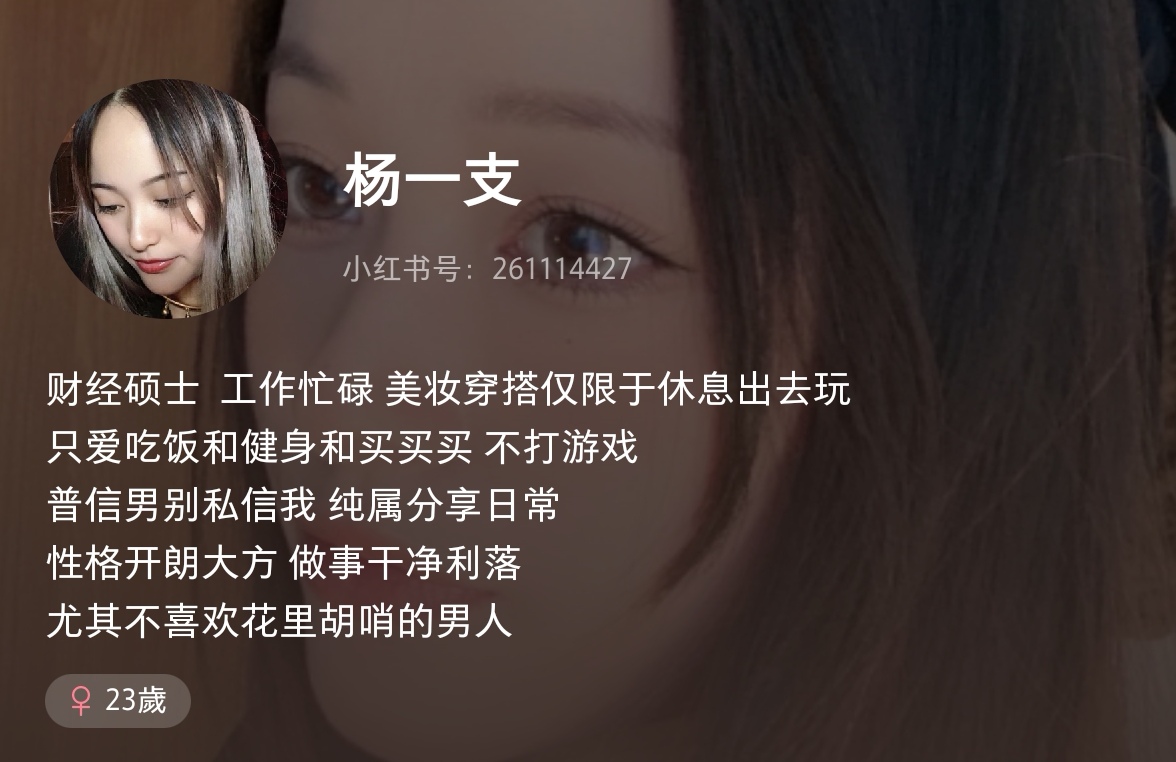 杨一支
小红书号：261114427
财经硕士 工作忙碌 美妆穿搭仅限于休息出去玩
只爱吃饭和健身和买买买 不打游戏
普信男别私信我 纯属分享日常
性格开朗大方 做事干净利落
尤其不喜欢花里胡哨的男人
♀ 23歲